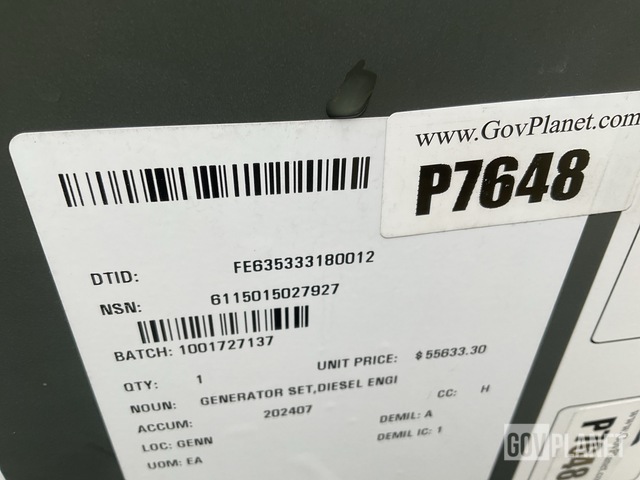 www.GovPlanet.com
P7648
DTID: FE635333180012
NSN: 6115015027927
BATCH: 1001727137
UNIT PRICE: $ 55633.30
QTY: 1
NOUN: GENERATOR SET,DIESEL ENGI
CC: H
ACCUM: 202407
DEMIL: A
LOC: GENN
DEMIL IC: 1
UOM: EA
GOVPLANET